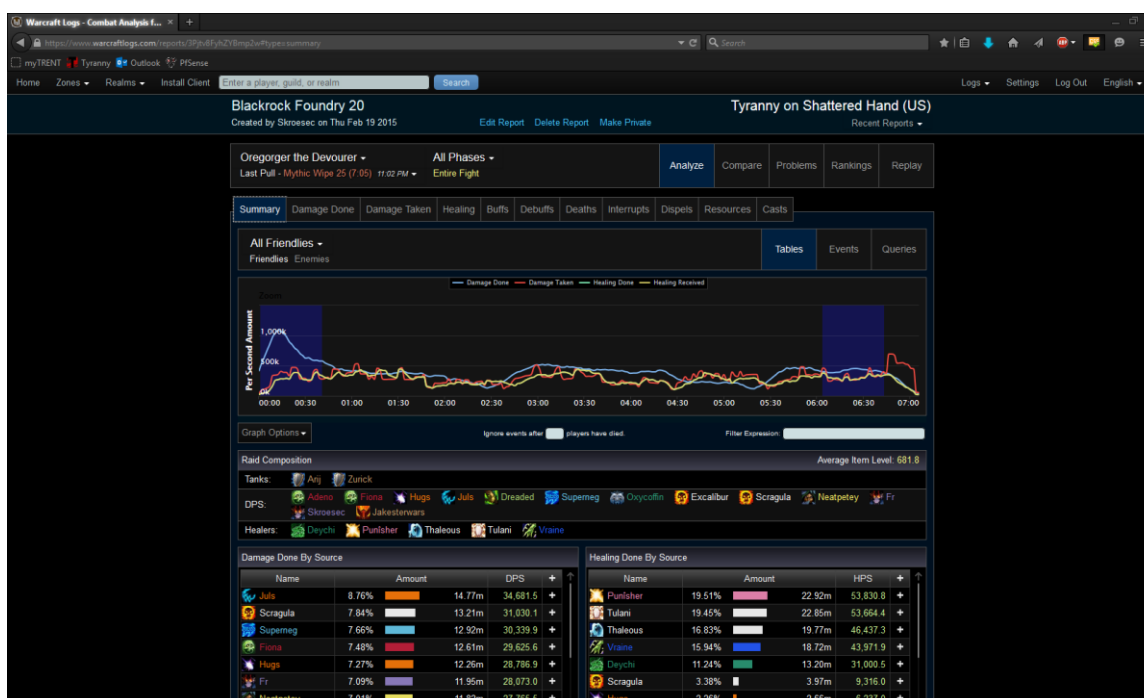 Warcraft Logs - Combat Analysis f... × +
https://www.warcraftlogs.com/reports/3Pjtv8FyhZYBmp2w#type=summary Search
myTRENT Tyranny Outlook PfSense
Home Zones Realms Install Client Enter a player, guild, or realm Search Logs Settings Log Out English
Blackrock Foundry 20 Tyranny on Shattered Hand (US)
Created by Skroesec on Thu Feb 19 2015 Edit Report Delete Report Make Private Recent Reports
Oregorger the Devourer All Phases Analyze Compare Problems Rankings Replay
Last Pull - Mythic Wipe 25 (7:05) 11:02 PM Entire Fight
Summary Damage Done Damage Taken Healing Buffs Debuffs Deaths Interrupts Dispels Resources Casts
All Friendlies Tables Events Queries
Friendlies Enemies
Damage Done Damage Taken Healing Done Healing Received
Zoom
Per Second Amount
1,000k
500k
0k
00:00 00:30 01:00 01:30 02:00 02:30 03:00 03:30 04:00 04:30 05:00 05:30 06:00 06:30 07:00
Graph Options Ignore events after players have died. Filter Expression:
Raid Composition Average Item Level: 681.8
Tanks: Arij Zurick
DPS: Adeno Fiona Hugs Juls Dreaded Superneg Oxycoffin Excalibur Scragula Neatpetey Fr
Skroesec Jakesterwars
Healers: Deychi Punîsher Thaleous Tulani Vraine
Damage Done By Source Healing Done By Source
Name Amount DPS + Name Amount HPS +
Juls 8.76% 14.77m 34,681.5 + Punîsher 19.51% 22.92m 53,830.8 +
Scragula 7.84% 13.21m 31,030.1 + Tulani 19.45% 22.85m 53,664.4 +
Superneg 7.66% 12.92m 30,339.9 + Thaleous 16.83% 19.77m 46,437.3 +
Fiona 7.48% 12.61m 29,625.6 + Vraine 15.94% 18.72m 43,971.9 +
Hugs 7.27% 12.26m 28,786.9 + Deychi 11.24% 13.20m 31,000.5 +
Fr 7.09% 11.95m 28,073.0 + Scragula 3.38% 3.97m 9,316.0 +